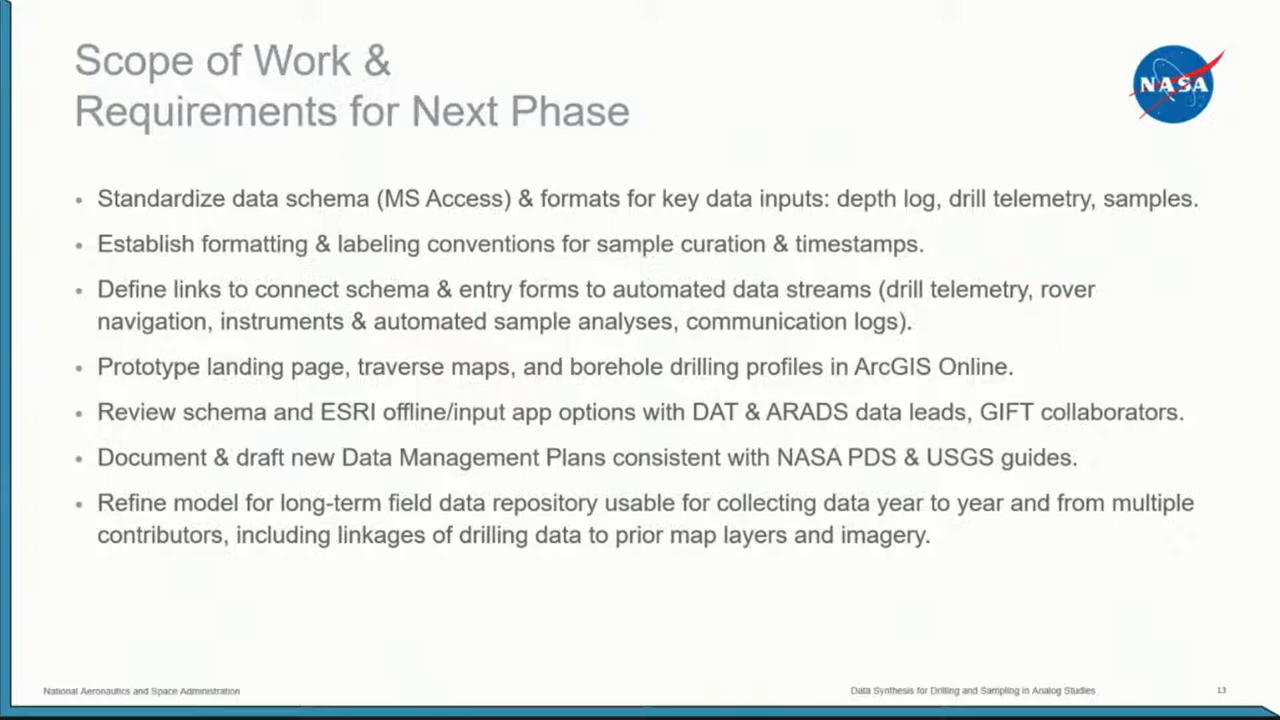 Scope of Work &
Requirements for Next Phase
NASA
• Standardize data schema (MS Access) & formats for key data inputs: depth log, drill telemetry, samples.
• Establish formatting & labeling conventions for sample curation & timestamps.
• Define links to connect schema & entry forms to automated data streams (drill telemetry, rover
navigation, instruments & automated sample analyses, communication logs).
• Prototype landing page, traverse maps, and borehole drilling profiles in ArcGIS Online.
• Review schema and ESRI offline/input app options with DAT & ARADS data leads, GIFT collaborators.
• Document & draft new Data Management Plans consistent with NASA PDS & USGS guides.
• Refine model for long-term field data repository usable for collecting data year to year and from multiple
contributors, including linkages of drilling data to prior map layers and imagery.
National Aeronautics and Space Administration
Data Synthesis for Drilling and Sampling in Analog Studies
13